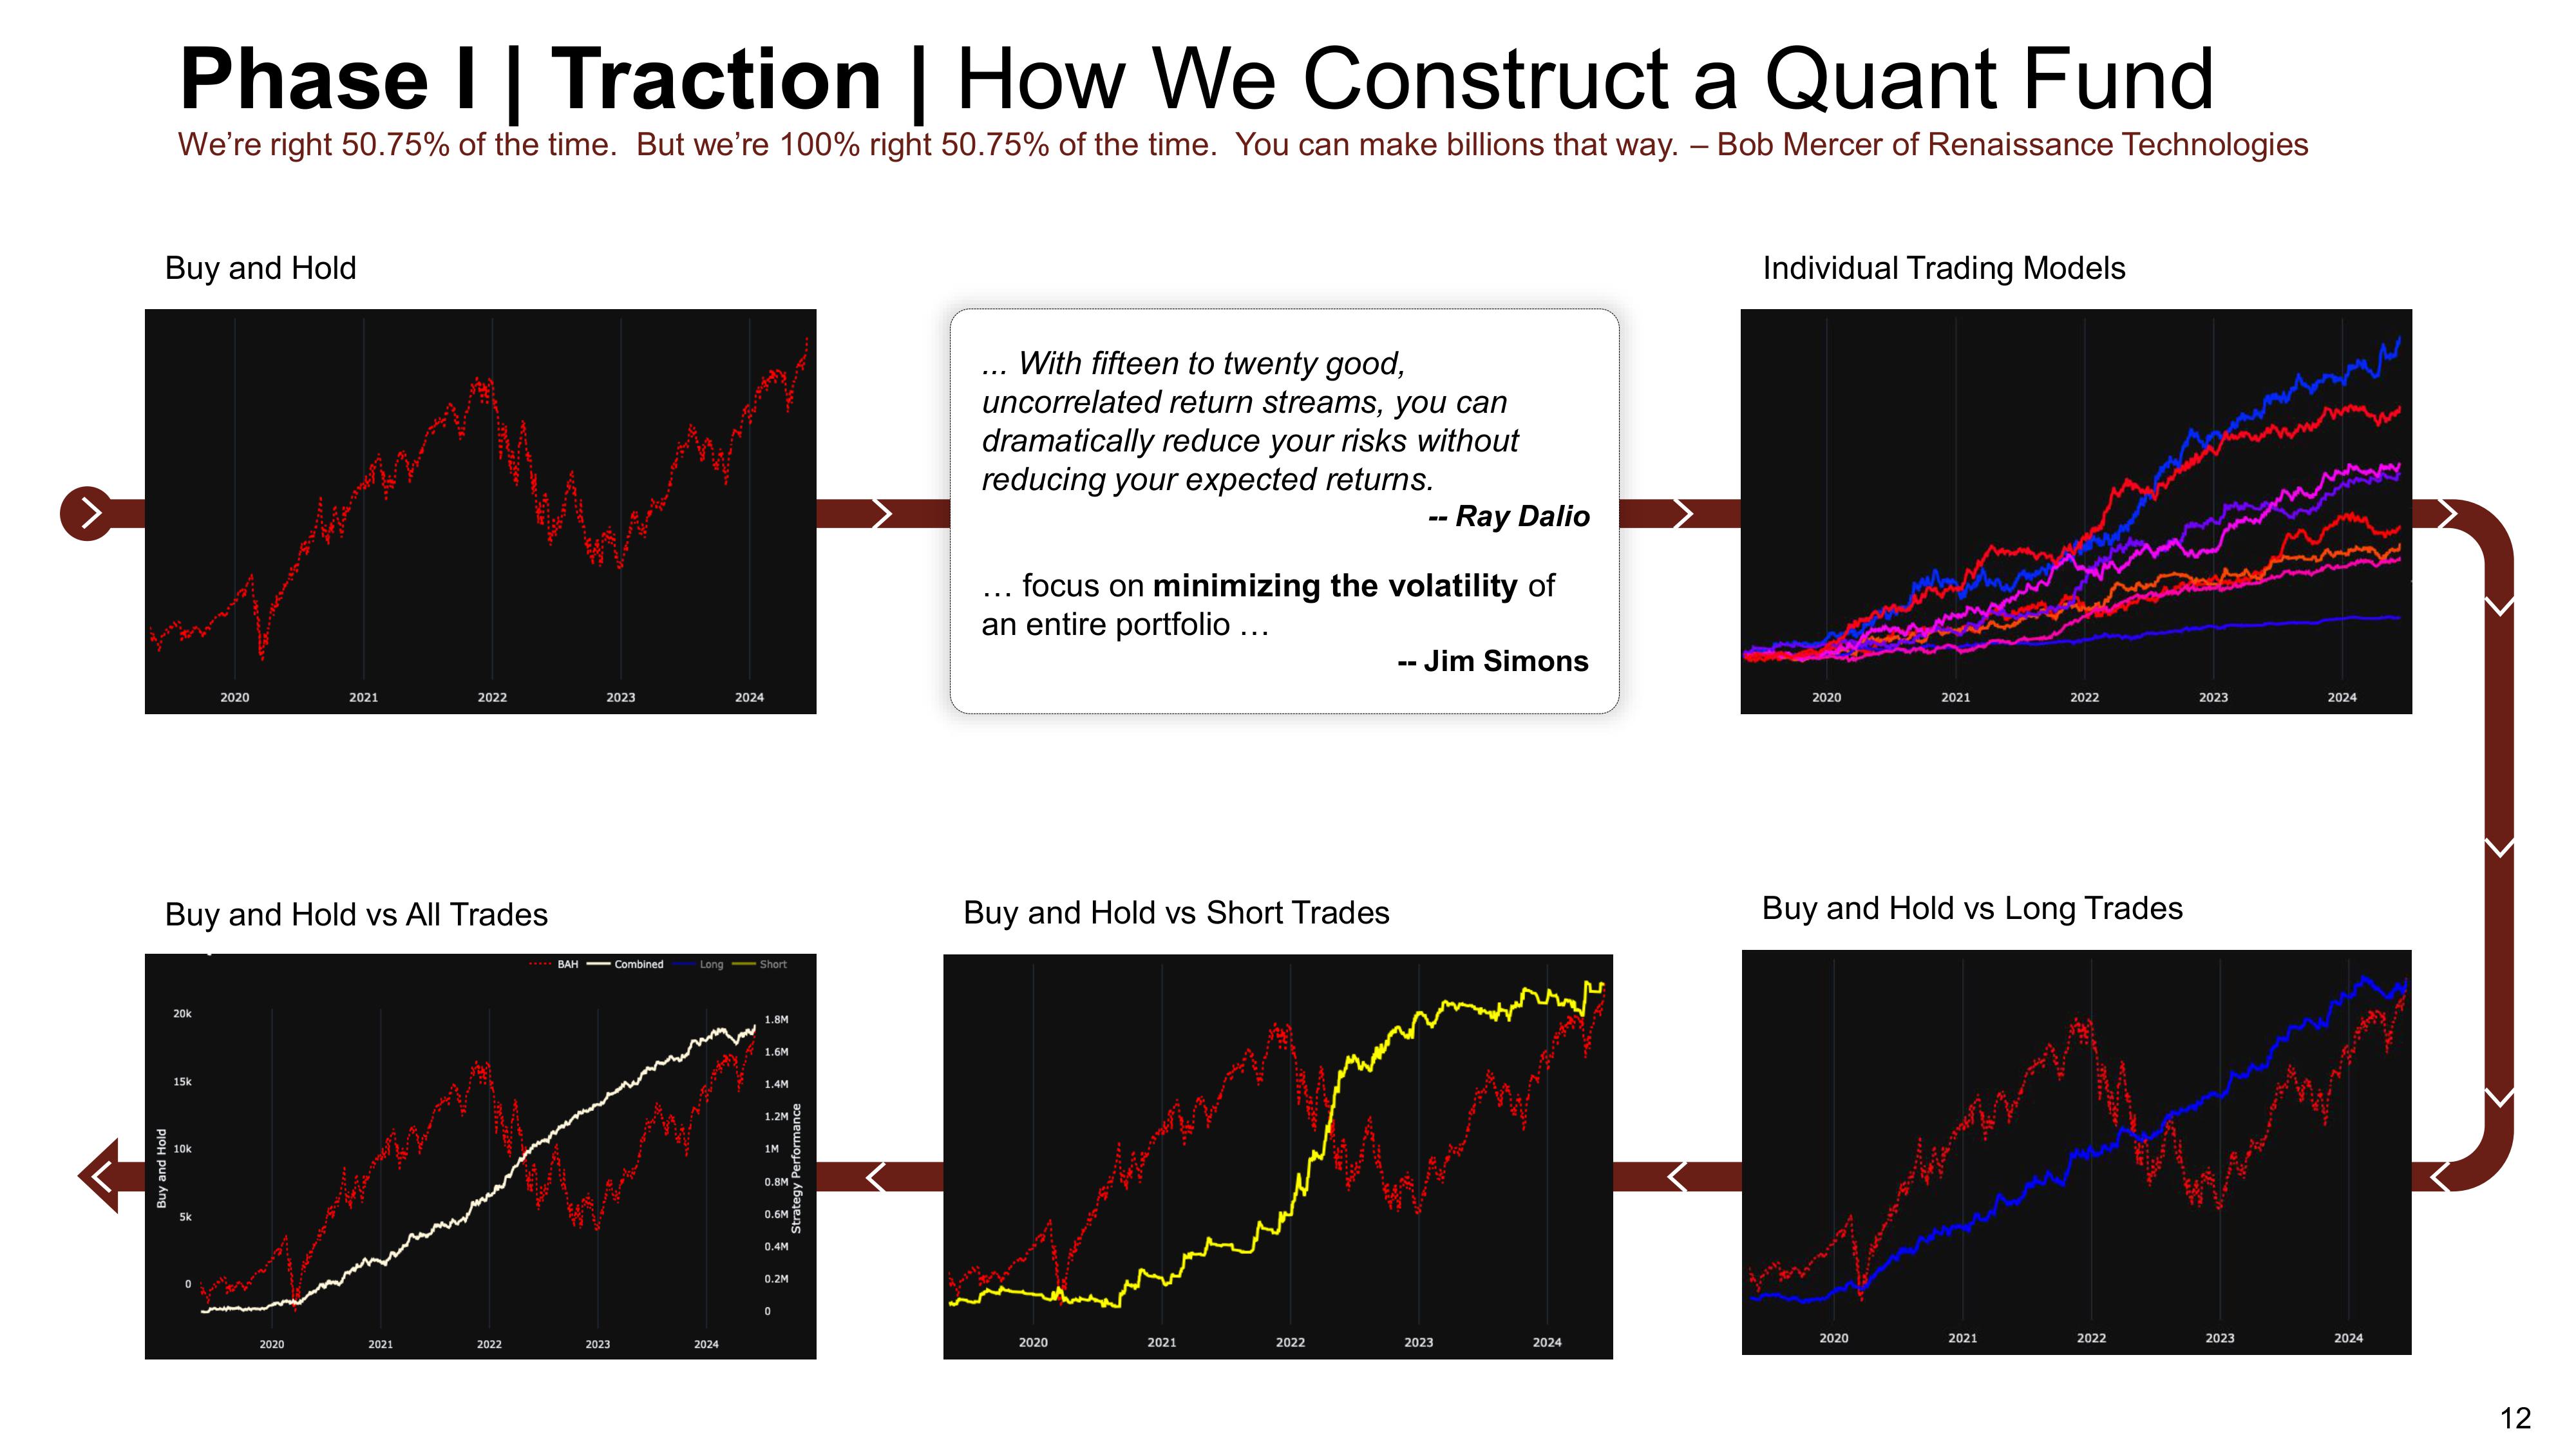 Phase I | Traction | How We Construct a Quant Fund
We’re right 50.75% of the time.  But we’re 100% right 50.75% of the time.  You can make billions that way. – Bob Mercer of Renaissance Technologies
Buy and Hold
2020 2021 2022 2023 2024
... With fifteen to twenty good,
uncorrelated return streams, you can
dramatically reduce your risks without
reducing your expected returns.
-- Ray Dalio
… focus on minimizing the volatility of
an entire portfolio …
-- Jim Simons
Individual Trading Models
2020 2021 2022 2023 2024
Buy and Hold vs Long Trades
2020 2021 2022 2023 2024
Buy and Hold vs Short Trades
2020 2021 2022 2023 2024
Buy and Hold vs All Trades
BAH Combined Long Short
Buy and Hold
20k
15k
10k
5k
0
1.8M
1.6M
1.4M
1.2M
1M
0.8M
0.6M
0.4M
0.2M
0
Strategy Performance
2020 2021 2022 2023 2024
12